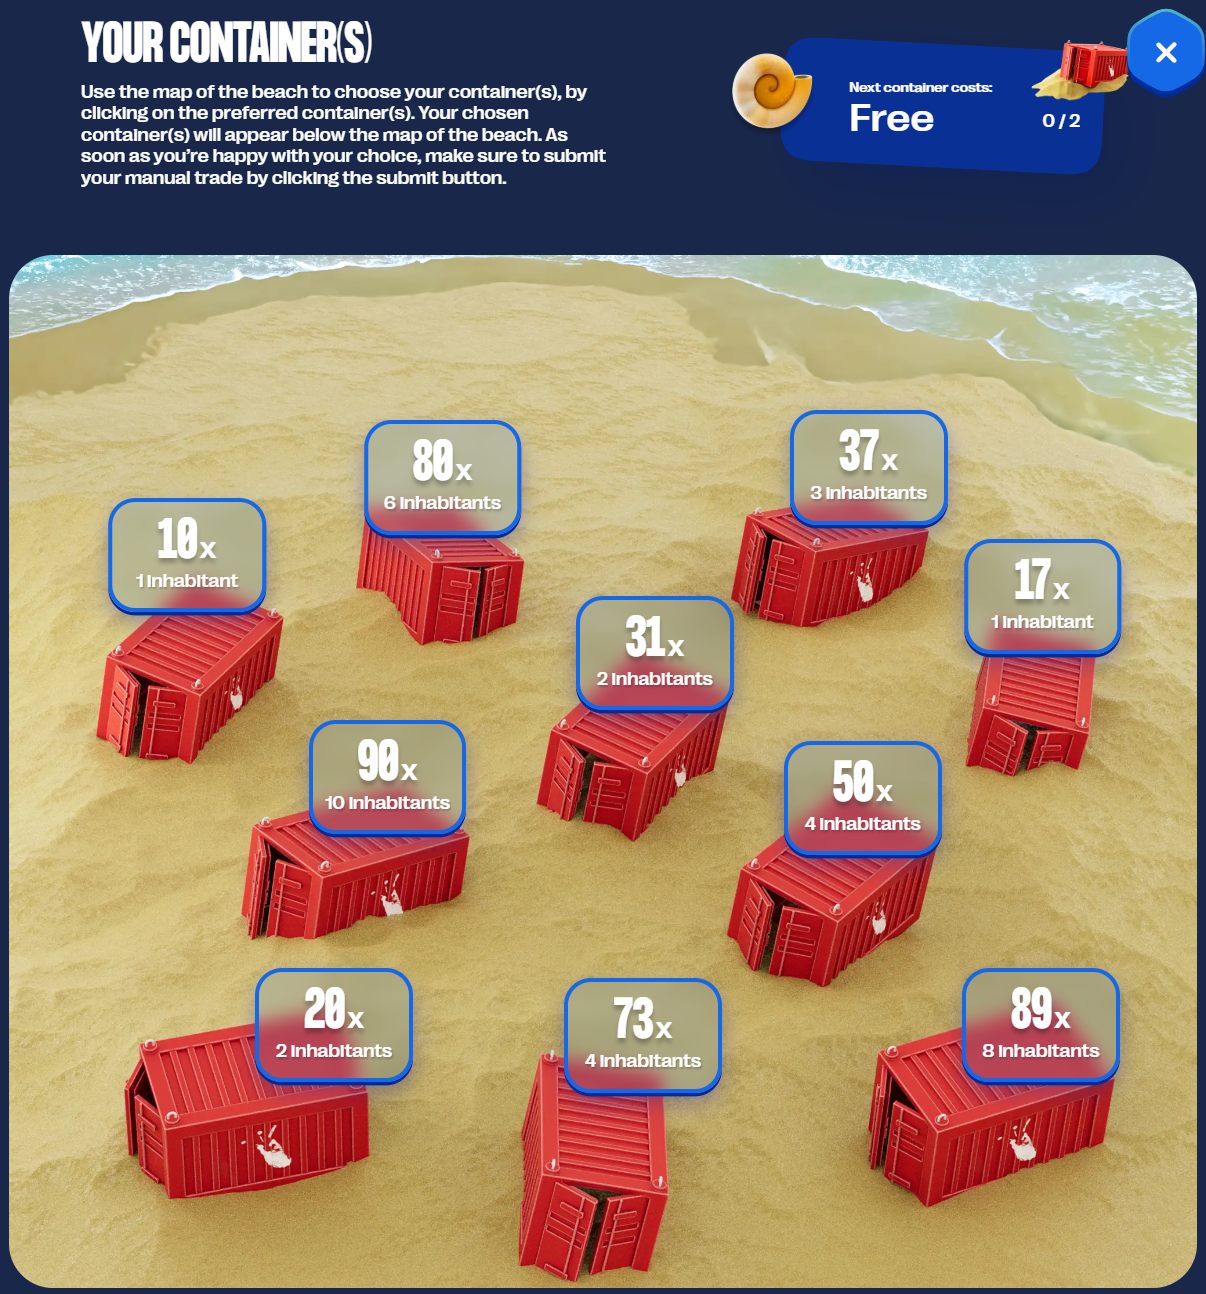 YOUR CONTAINER(S)
Use the map of the beach to choose your container(s), by
clicking on the preferred container(s). Your chosen
container(s) will appear below the map of the beach. As
soon as you're happy with your choice, make sure to submit
your manual trade by clicking the submit button.
Next container costs:
Free
0 / 2
80x
6 Inhabitants
37x
3 Inhabitants
10x
1 Inhabitant
17x
1 Inhabitant
31x
2 Inhabitants
90x
10 Inhabitants
50x
4 Inhabitants
20x
2 Inhabitants
73x
4 Inhabitants
89x
8 Inhabitants